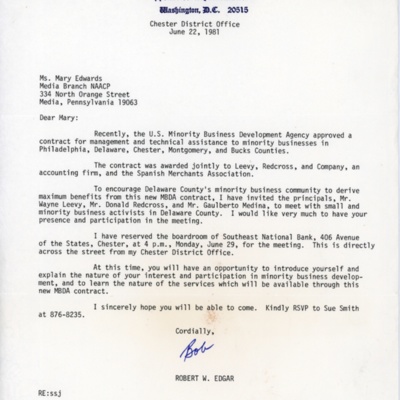 Washington, D.C. 20515
Chester District Office
June 22, 1981
Ms. Mary Edwards
Media Branch NAACP
334 North Orange Street
Media, Pennsylvania 19063
Dear Mary:
Recently, the U.S. Minority Business Development Agency approved a
contract for management and technical assistance to minority businesses in
Philadelphia, Delaware, Chester, Montgomery, and Bucks Counties.
The contract was awarded jointly to Leevy, Redcross, and Company, an
accounting firm, and the Spanish Merchants Association.
To encourage Delaware County's minority business community to derive
maximum benefits from this new MBDA contract, I have invited the principals, Mr.
Wayne Leevy, Mr. Donald Redcross, and Mr. Gaulberto Medina, to meet with small and
minority business activists in Delaware County. I would like very much to have your
presence and participation in the meeting.
I have reserved the boardroom of Southeast National Bank, 406 Avenue
of the States, Chester, at 4 p.m., Monday, June 29, for the meeting. This is directly
across the street from my Chester District Office.
At this time, you will have an opportunity to introduce yourself and
explain the nature of your interest and participation in minority business develop-
ment, and to learn the nature of the services which will be available through this
new MBDA contract.
I sincerely hope you will be able to come. Kindly RSVP to Sue Smith
at 876-8235.
Cordially,
Bob
ROBERT W. EDGAR
RE:ssj